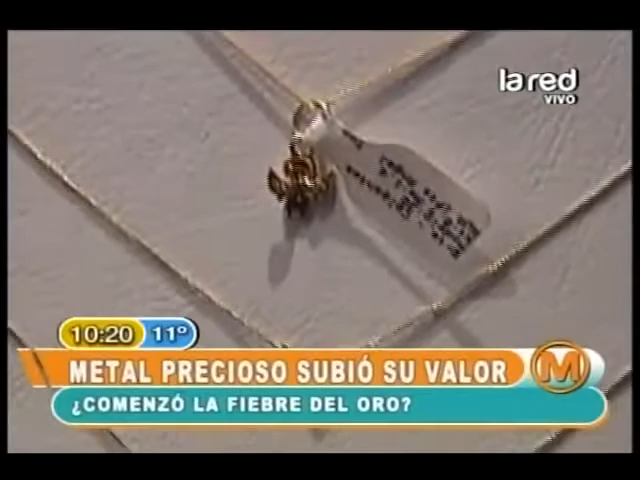 la red
VIVO
10:20 11°
METAL PRECIOSO SUBIÓ SU VALOR
M
¿COMENZÓ LA FIEBRE DEL ORO?